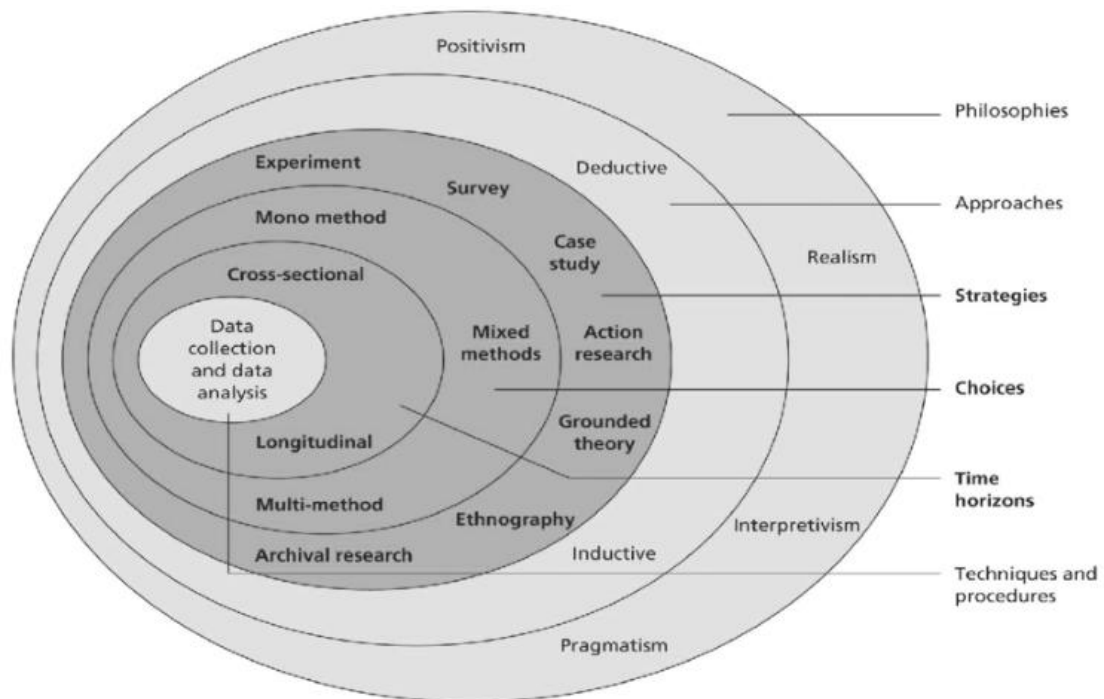 Positivism
Philosophies
Experiment
Deductive
Survey
Approaches
Mono method
Case
study
Realism
Cross-sectional
Strategies
Data
collection
and data
analysis
Mixed
methods
Action
research
Choices
Grounded
theory
Longitudinal
Time
horizons
Multi-method
Ethnography
Interpretivism
Archival research
Inductive
Techniques and
procedures
Pragmatism